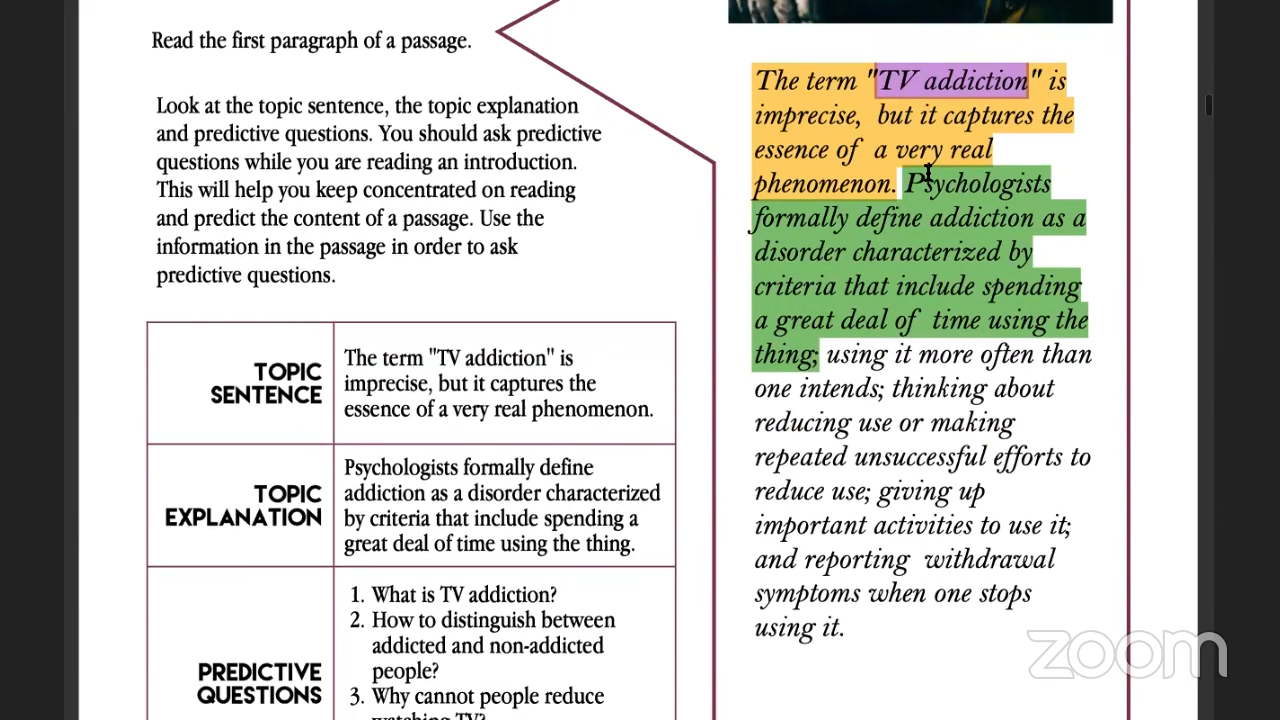 Read the first paragraph of a passage.
Look at the topic sentence, the topic explanation
and predictive questions. You should ask predictive
questions while you are reading an introduction.
This will help you keep concentrated on reading
and predict the content of a passage. Use the
information in the passage in order to ask
predictive questions.
TOPIC
SENTENCE
The term "TV addiction" is
imprecise, but it captures the
essence of a very real phenomenon.
TOPIC
EXPLANATION
Psychologists formally define
addiction as a disorder characterized
by criteria that include spending a
great deal of time using the thing.
PREDICTIVE
QUESTIONS
1. What is TV addiction?
2. How to distinguish between
addicted and non-addicted
people?
3. Why cannot people reduce
watching TV?
The term "TV addiction" is
imprecise, but it captures the
essence of a very real
phenomenon. Psychologists
formally define addiction as a
disorder characterized by
criteria that include spending
a great deal of time using the
thing; using it more often than
one intends; thinking about
reducing use or making
repeated unsuccessful efforts to
reduce use; giving up
important activities to use it;
and reporting withdrawal
symptoms when one stops
using it.
zoom